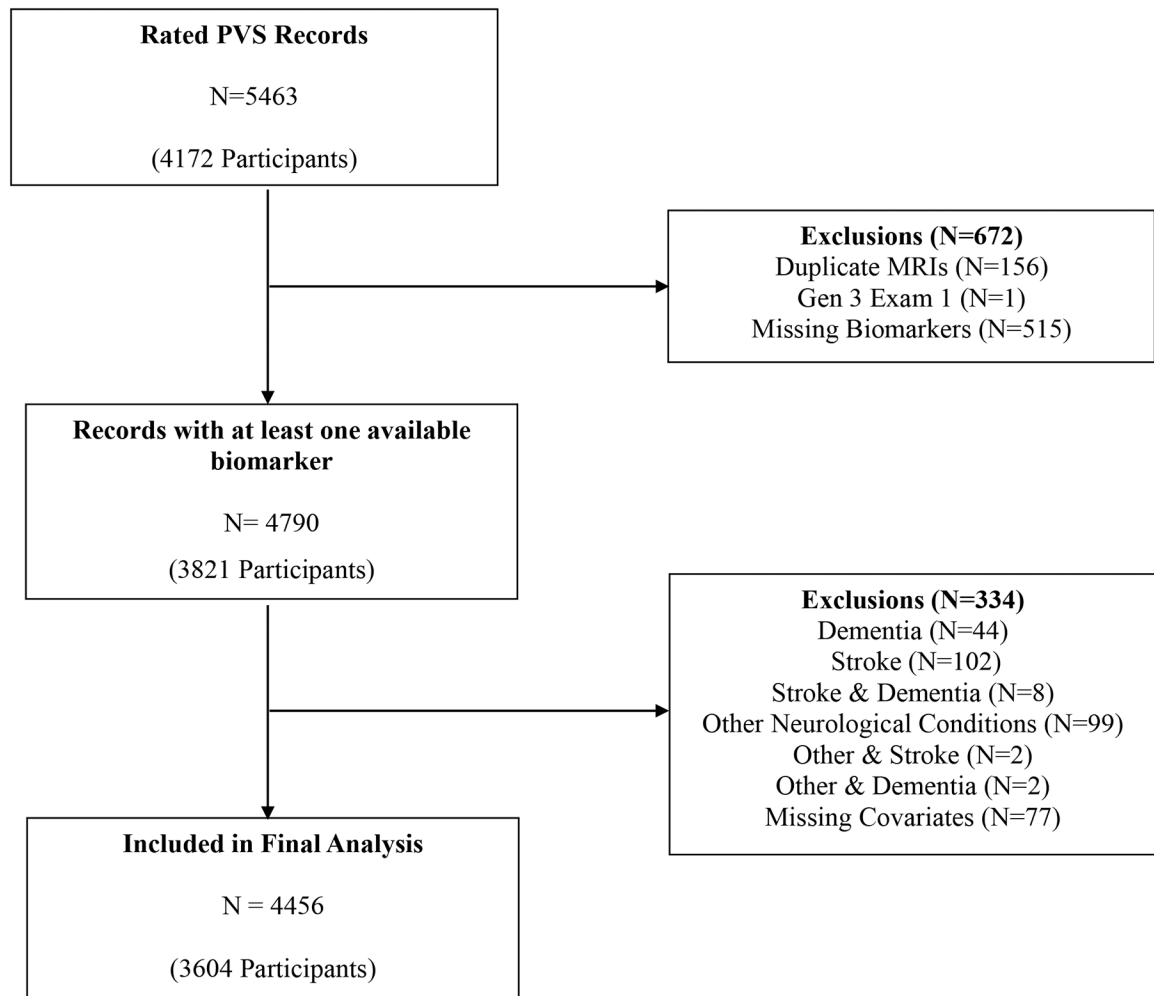 Rated PVS Records
N=5463
(4172 Participants)
Exclusions (N=672)
Duplicate MRIs (N=156)
Gen 3 Exam 1 (N=1)
Missing Biomarkers (N=515)
Records with at least one available
biomarker
N= 4790
(3821 Participants)
Exclusions (N=334)
Dementia (N=44)
Stroke (N=102)
Stroke & Dementia (N=8)
Other Neurological Conditions (N=99)
Other & Stroke (N=2)
Other & Dementia (N=2)
Missing Covariates (N=77)
Included in Final Analysis
N = 4456
(3604 Participants)